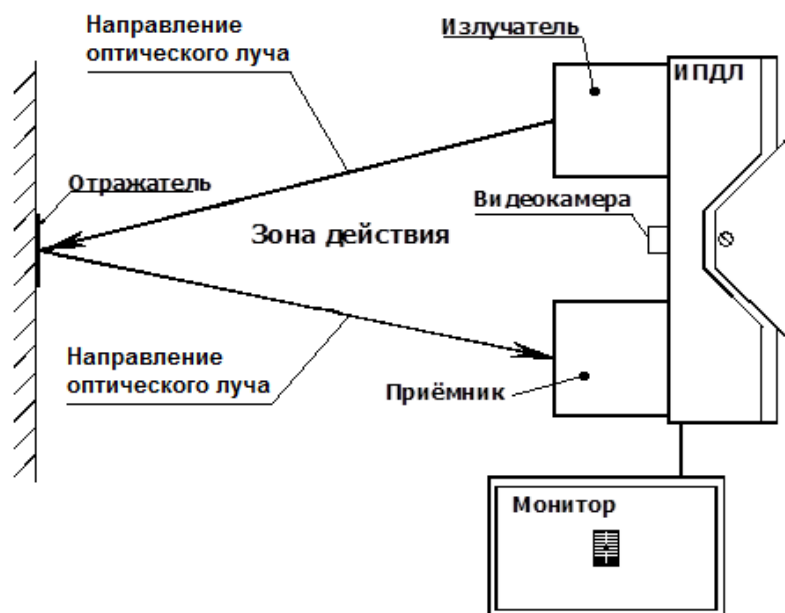 Направление
оптического луча
Излучатель
ИПДЛ
Отражатель
Видеокамера
Зона действия
Направление
оптического луча
Приёмник
Монитор